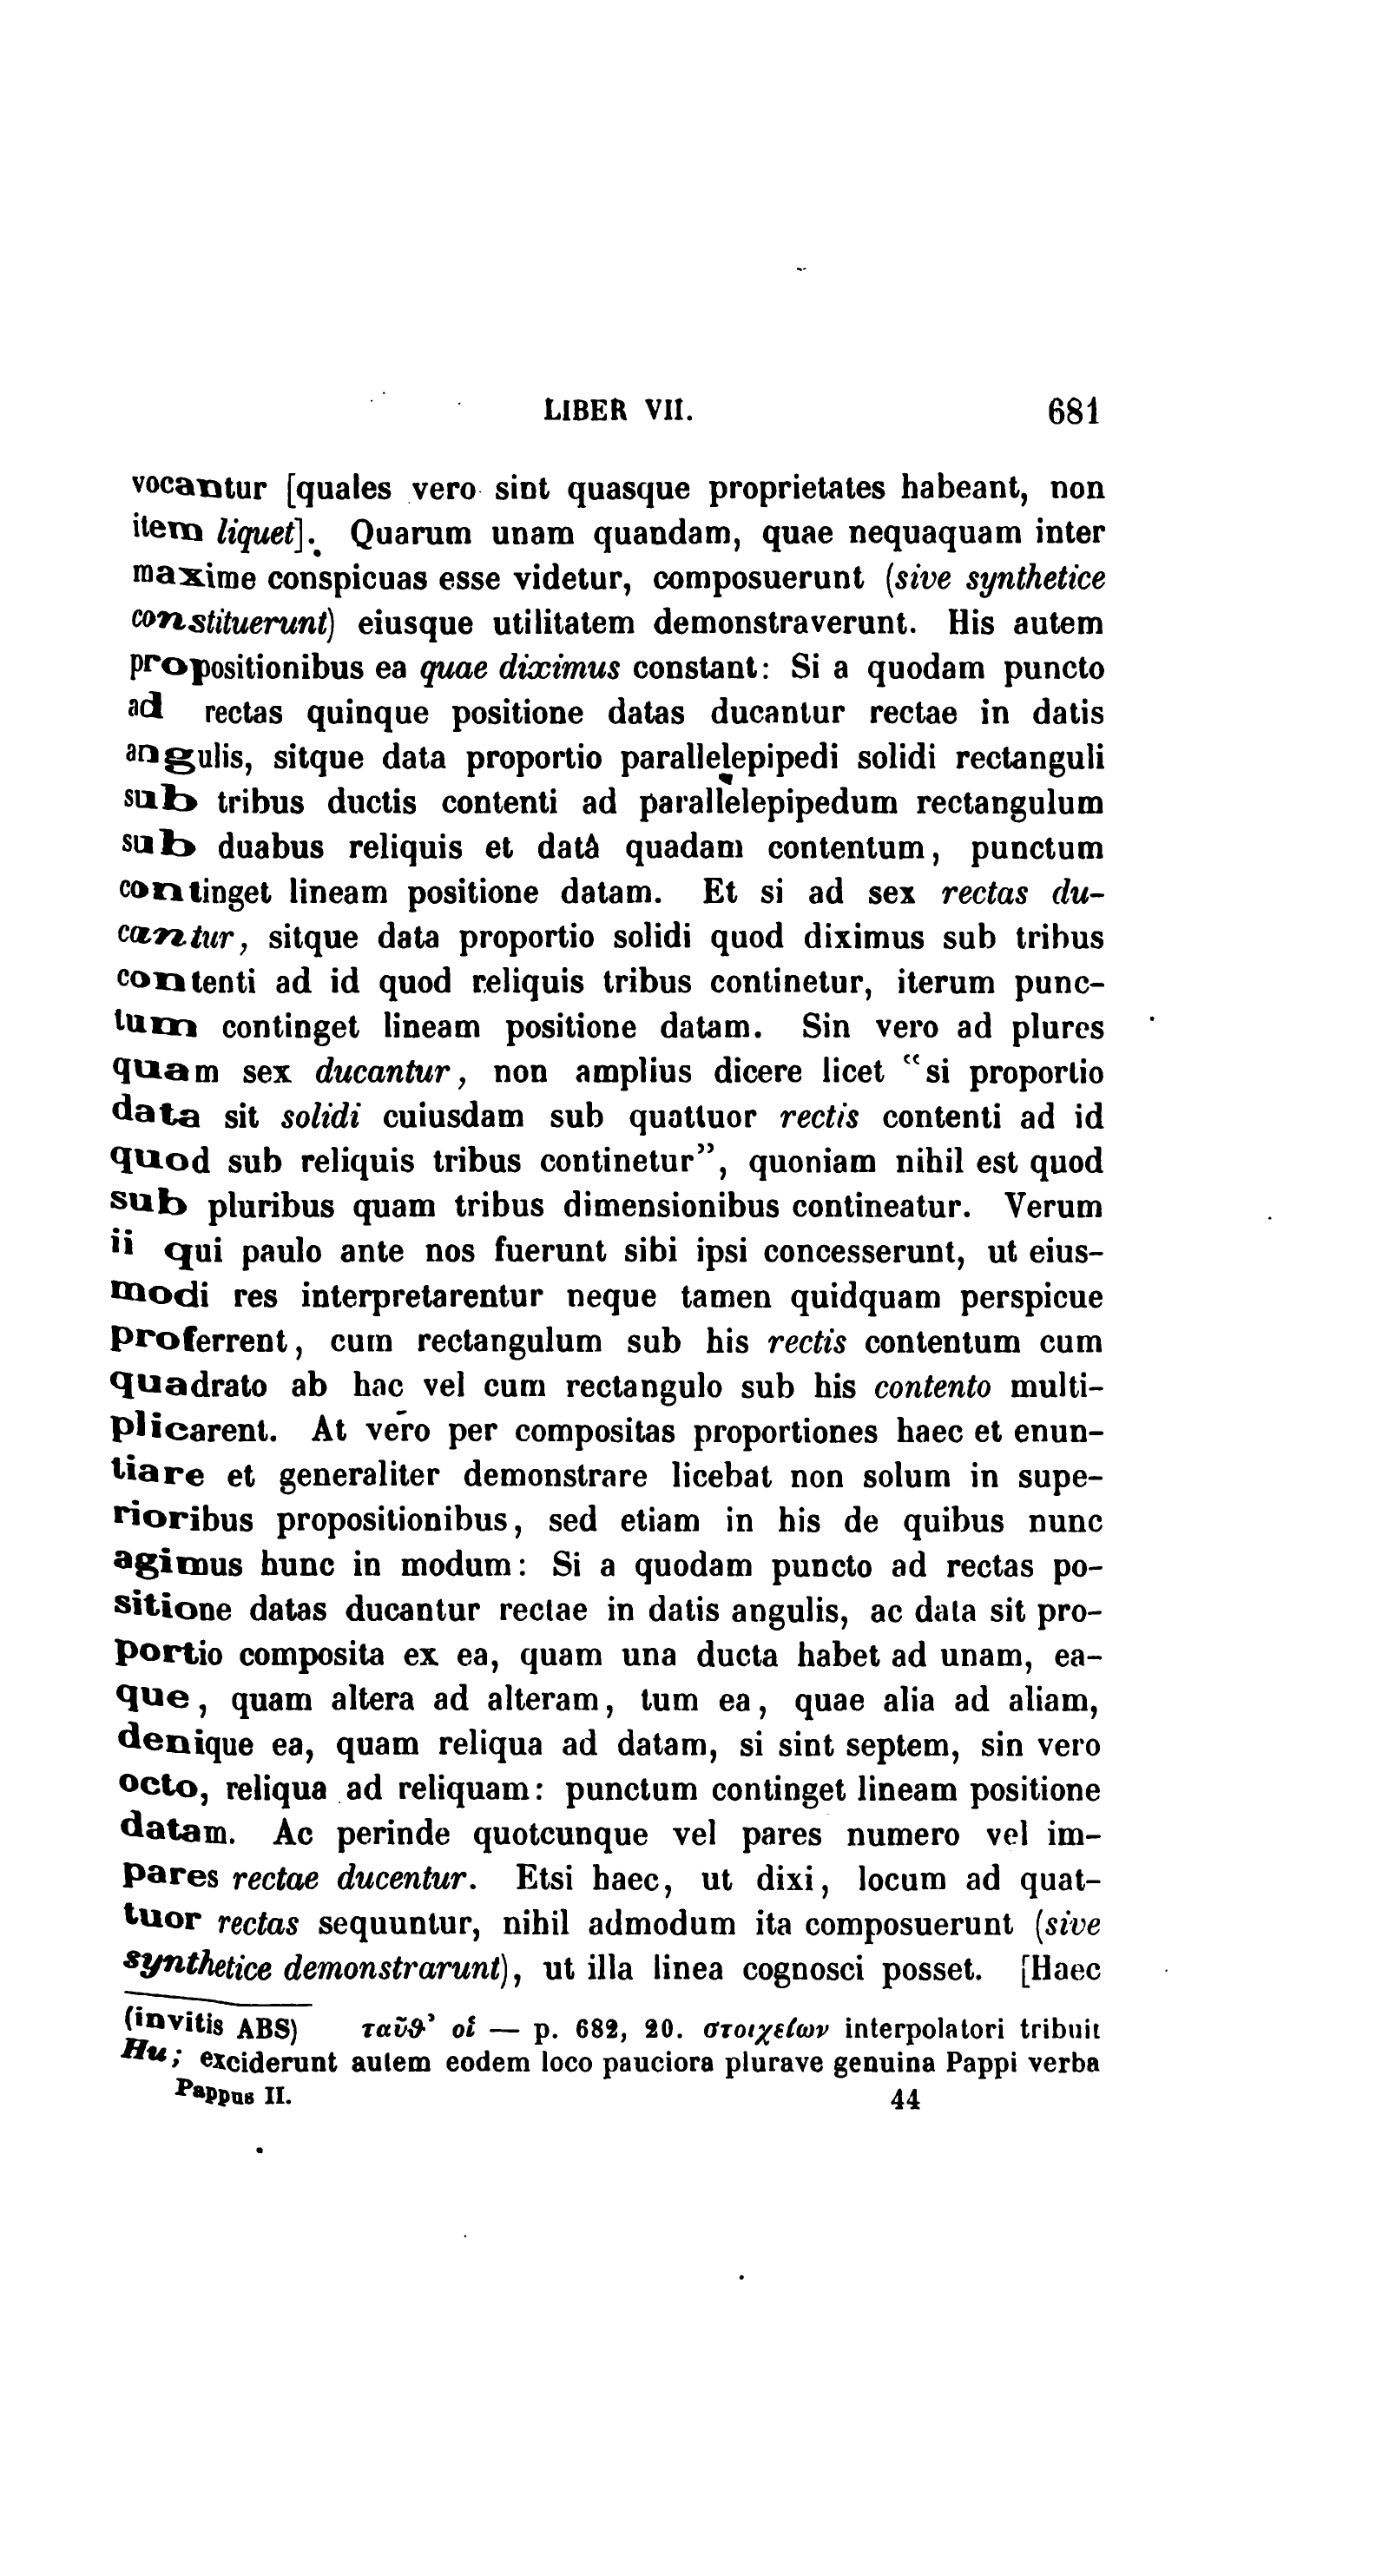 LIBER VII. 681
vocantur [quales vero sint quasque proprietates habeant, non
item liquet]. Quarum unam quandam, quae nequaquam inter
maxime conspicuas esse videtur, composuerunt (sive synthetice
constituerunt) eiusque utilitatem demonstraverunt. His autem
propositionibus ea quae diximus constant: Si a quodam puncto
ad rectas quinque positione datas ducantur rectae in datis
angulis, sitque data proportio parallelepipedi solidi rectanguli
sub tribus ductis contenti ad parallelepipedum rectangulum
sub duabus reliquis et datâ quadam contentum, punctum
continget lineam positione datam. Et si ad sex rectas du-
cantur, sitque data proportio solidi quod diximus sub tribus
contenti ad id quod reliquis tribus continetur, iterum punc-
tum continget lineam positione datam. Sin vero ad plures
quam sex ducantur, non amplius dicere licet “si proportio
data sit solidi cuiusdam sub quattuor rectis contenti ad id
quod sub reliquis tribus continetur”, quoniam nihil est quod
sub pluribus quam tribus dimensionibus contineatur. Verum
ii qui paulo ante nos fuerunt sibi ipsi concesserunt, ut eius-
modi res interpretarentur neque tamen quidquam perspicue
proferrent, cum rectangulum sub his rectis contentum cum
quadrato ab hac vel cum rectangulo sub his contento multi-
plicarent. At vero per compositas proportiones haec et enun-
tiare et generaliter demonstrare licebat non solum in supe-
rioribus propositionibus, sed etiam in his de quibus nunc
agimus hunc in modum: Si a quodam puncto ad rectas po-
sitione datas ducantur rectae in datis angulis, ac data sit pro-
portio composita ex ea, quam una ducta habet ad unam, ea-
que, quam altera ad alteram, tum ea, quae alia ad aliam,
denique ea, quam reliqua ad datam, si sint septem, sin vero
octo, reliqua ad reliquam: punctum continget lineam positione
datam. Ac perinde quotcunque vel pares numero vel im-
pares rectae ducentur. Etsi haec, ut dixi, locum ad quat-
tuor rectas sequuntur, nihil admodum ita composuerunt (sive
synthetice demonstrarunt), ut illa linea cognosci posset. [Haec
(invitis ABS) ταῦϑ’ οἱ — p. 682, 20. στοιχείων interpolatori tribuit
Hu; exciderunt autem eodem loco pauciora plurave genuina Pappi verba
Pappus II. 44